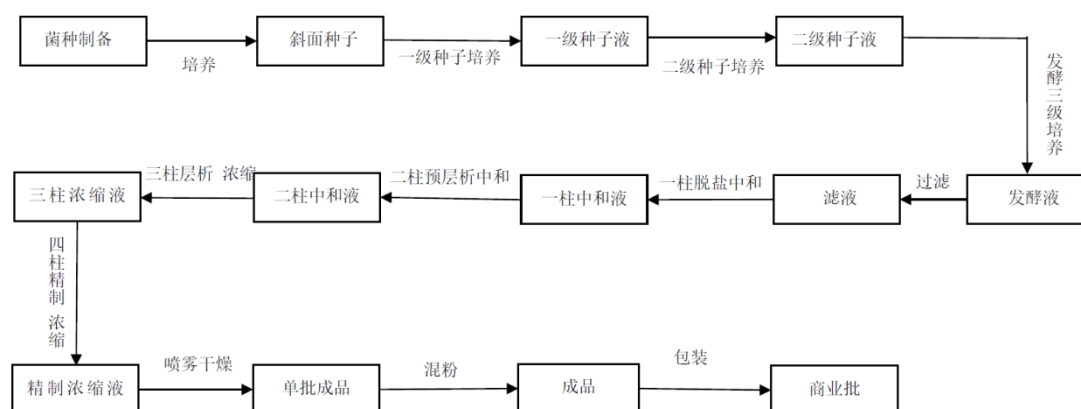 菌种制备
培养
斜面种子
一级种子培养
一级种子液
二级种子培养
二级种子液
发酵三级培养
发酵液
过滤
滤液
一柱脱盐中和
一柱中和液
二柱预层析中和
二柱中和液
三柱层析 浓缩
三柱浓缩液
四柱精制 浓缩
精制浓缩液
喷雾干燥
单批成品
混粉
成品
包装
商业批